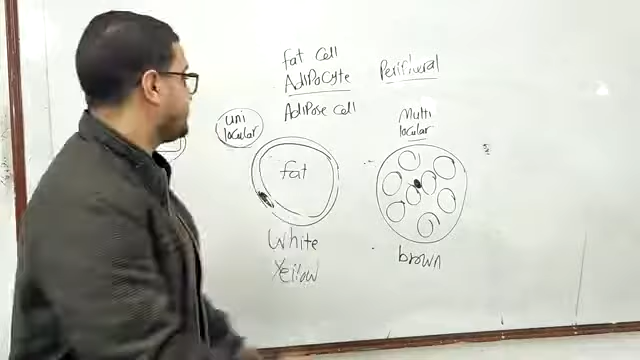 fat Cell
AdiPocyte
AdiPose cell
Peripheral
uni
locular
Multi
locular
fat
White
Yellow
brown